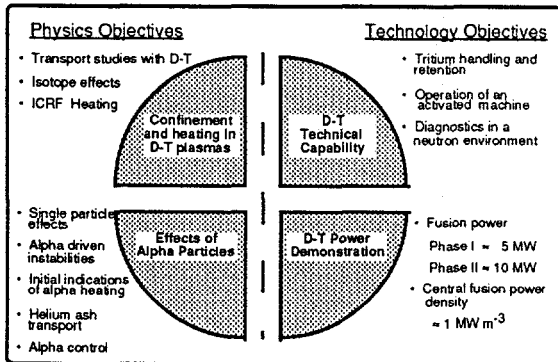 Physics Objectives
• Transport studies with D-T
• Isotope effects
• ICRF Heating
Confinement
and heating in
D-T plasmas
Technology Objectives
• Tritium handling and
retention
• Operation of an
activated machine
• Diagnostics in a
neutron environment
D-T
Technical
Capability
• Single particle
effects
• Alpha driven
instabilities
• Initial indications
of alpha heating
• Helium ash
transport
• Alpha control
Effects of
Alpha Particles
D-T Power
Demonstration
• Fusion power
Phase I ≈ 5 MW
Phase II ≈ 10 MW
• Central fusion power
density
≈ 1 MW m⁻³